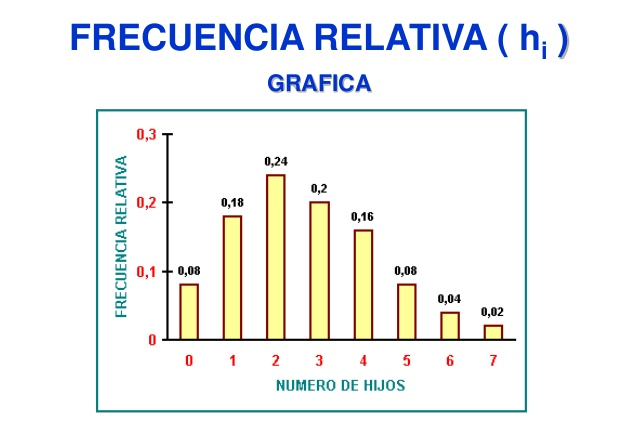 FRECUENCIA RELATIVA ( hi )
GRAFICA
FRECUENCIA RELATIVA
0,3
0,2
0,1
0
0,08
0,18
0,24
0,2
0,16
0,08
0,04
0,02
0 1 2 3 4 5 6 7
NUMERO DE HIJOS